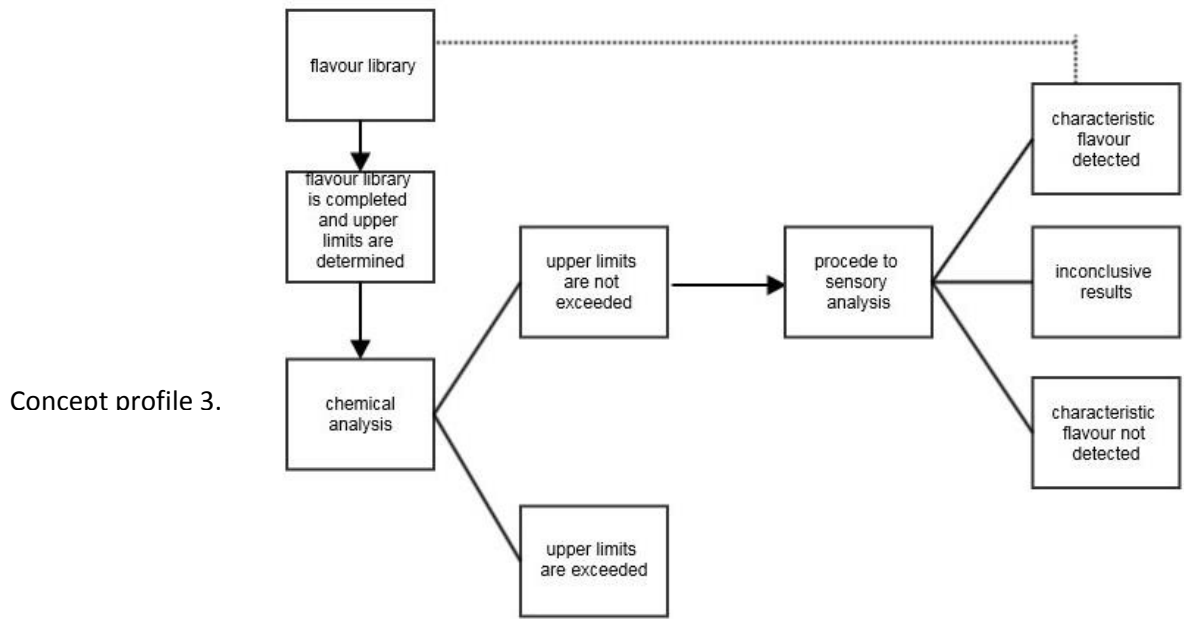 flavour library
characteristic
flavour
detected
flavour library
is completed
and upper
limits are
determined
upper limits
are not
exceeded
procede to
sensory
analysis
inconclusive
results
Concept profile 3.
chemical
analysis
characteristic
flavour not
detected
upper limits
are exceeded